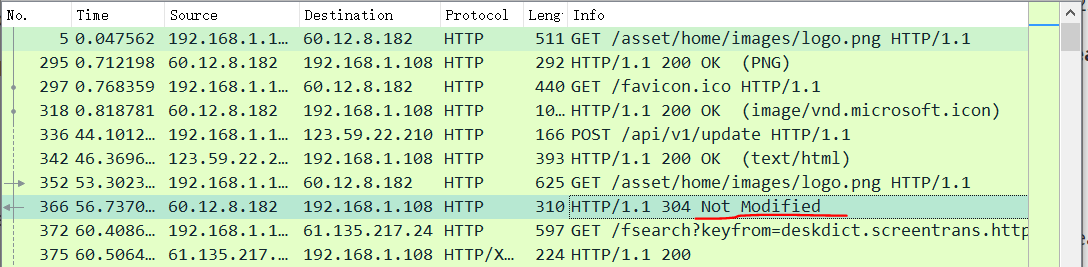 No. Time Source Destination Protocol Leng Info
5 0.047562 192.168.1.1… 60.12.8.182 HTTP 511 GET /asset/home/images/logo.png HTTP/1.1
295 0.712198 60.12.8.182 192.168.1.108 HTTP 292 HTTP/1.1 200 OK (PNG)
297 0.768359 192.168.1.1… 60.12.8.182 HTTP 440 GET /favicon.ico HTTP/1.1
318 0.818781 60.12.8.182 192.168.1.108 HTTP 10… HTTP/1.1 200 OK (image/vnd.microsoft.icon)
336 44.1012… 192.168.1.1… 123.59.22.210 HTTP 166 POST /api/v1/update HTTP/1.1
342 46.3696… 123.59.22.2… 192.168.1.108 HTTP 393 HTTP/1.1 200 OK (text/html)
352 53.3023… 192.168.1.1… 60.12.8.182 HTTP 625 GET /asset/home/images/logo.png HTTP/1.1
366 56.7370… 60.12.8.182 192.168.1.108 HTTP 310 HTTP/1.1 304 Not Modified
372 60.4086… 192.168.1.1… 61.135.217.24 HTTP 597 GET /fsearch?keyfrom=deskdict.screentrans.http
375 60.5064… 61.135.217.… 192.168.1.108 HTTP/X… 224 HTTP/1.1 200